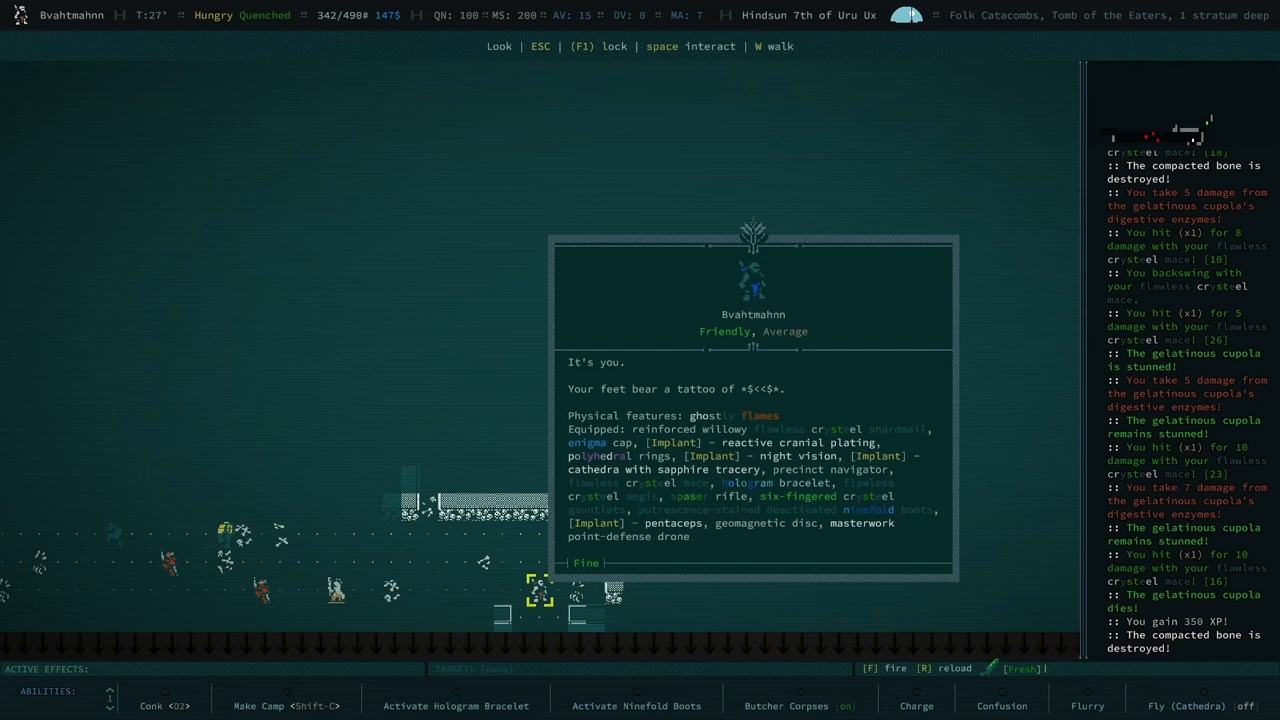 Bvahtmahnn T:27° Hungry Quenched 342/490# 147$ QN: 100 MS: 200 AV: 15 DV: 0 MA: 7 Hindsun 7th of Uru Ux Folk Catacombs, Tomb of the Eaters, 1 stratum deep
Look | ESC | (F1) lock | space interact | W walk
Bvahtmahnn
Friendly, Average
It's you.
Your feet bear a tattoo of *$<<$*.
Physical features: ghostly flames
Equipped: reinforced willowy flawless crysteel shardmail,
enigma cap, [Implant] - reactive cranial plating,
polyhedral rings, [Implant] - night vision, [Implant] -
cathedra with sapphire tracery, precinct navigator,
flawless crysteel mace, hologram bracelet, flawless
crysteel aegis, spaser rifle, six-fingered crysteel
gauntlets, putrescence-stained deactivated ninefold boots,
[Implant] - pentaceps, geomagnetic disc, masterwork
point-defense drone
Fine
crysteel mace! [18]
:: The compacted bone is
destroyed!
:: You take 5 damage from
the gelatinous cupola's
digestive enzymes!
:: You hit (x1) for 8
damage with your flawless
crysteel mace! [10]
:: You backswing with
your flawless crysteel
mace.
:: You hit (x1) for 5
damage with your flawless
crysteel mace! [26]
:: The gelatinous cupola
is stunned!
:: You take 5 damage from
the gelatinous cupola's
digestive enzymes!
:: The gelatinous cupola
remains stunned!
:: You hit (x1) for 10
damage with your flawless
crysteel mace! [23]
:: You take 7 damage from
the gelatinous cupola's
digestive enzymes!
:: The gelatinous cupola
remains stunned!
:: You hit (x1) for 10
damage with your flawless
crysteel mace! [16]
:: The gelatinous cupola
dies!
:: You gain 350 XP!
:: The compacted bone is
destroyed!
ACTIVE EFFECTS: TARGET: [none] [F] fire [R] reload [Fresh]
ABILITIES: 1 Conk <D2> Make Camp <Shift-C> Activate Hologram Bracelet Activate Ninefold Boots Butcher Corpses [on] Charge Confusion Flurry Fly (Cathedra) [off]